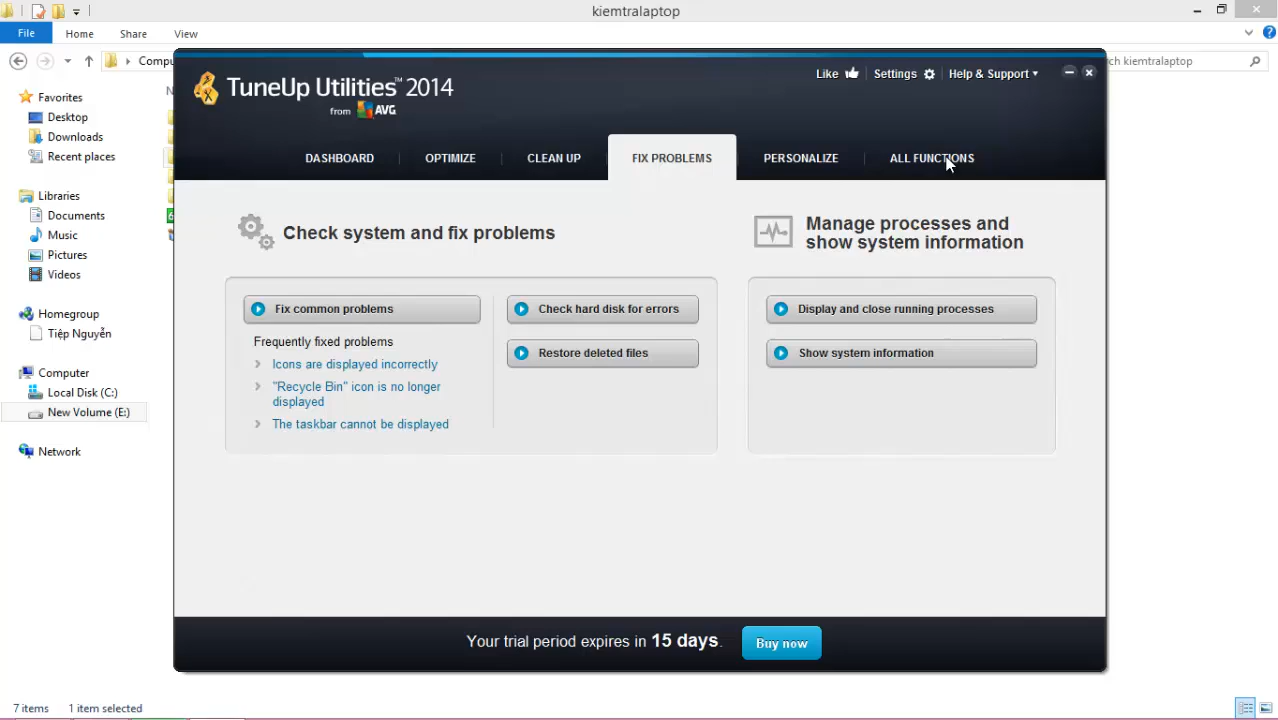 kiemtralaptop
File Home Share View
Compu
ch kiemtralaptop
Favorites
Desktop
Downloads
Recent places
Libraries
Documents
Music
Pictures
Videos
Homegroup
Tiệp Nguyễn
Computer
Local Disk (C:)
New Volume (E:)
Network
N
6
TuneUp Utilities™ 2014
from AVG
Like Settings Help & Support
DASHBOARD OPTIMIZE CLEAN UP FIX PROBLEMS PERSONALIZE ALL FUNCTIONS
Check system and fix problems
Fix common problems
Frequently fixed problems
Icons are displayed incorrectly
"Recycle Bin" icon is no longer
displayed
The taskbar cannot be displayed
Check hard disk for errors
Restore deleted files
Manage processes and
show system information
Display and close running processes
Show system information
Your trial period expires in 15 days.
Buy now
7 items 1 item selected